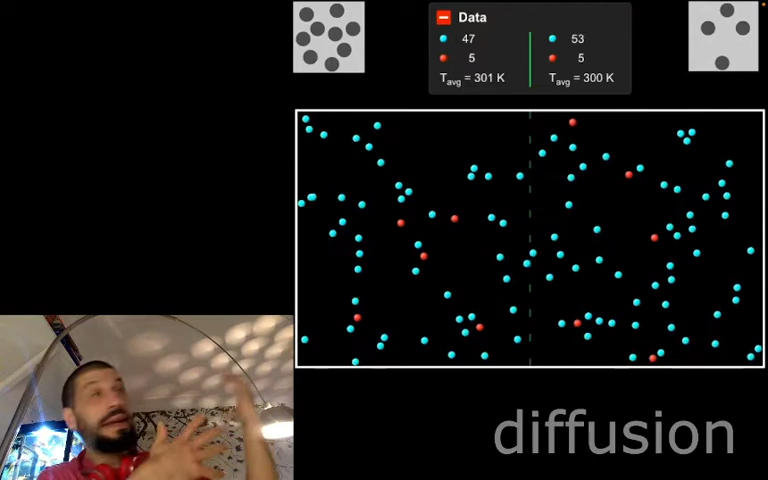 Data
47 53
5 5
Tavg = 301 K Tavg = 300 K
diffusion